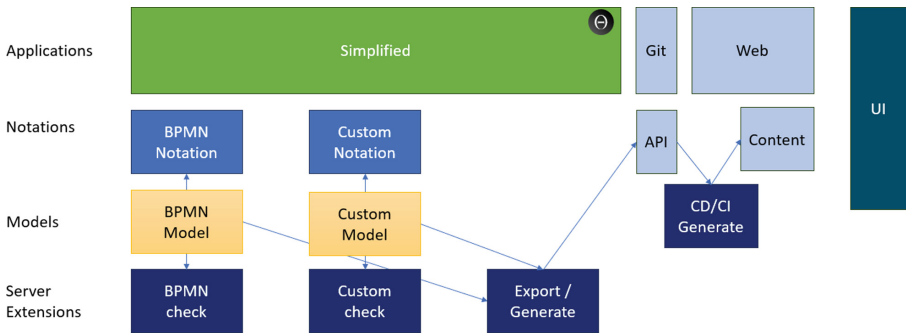 Applications
Simplified
Git
Web
UI
Notations
BPMN
Notation
Custom
Notation
API
Content
Models
BPMN
Model
Custom
Model
CD/CI
Generate
Server
Extensions
BPMN
check
Custom
check
Export /
Generate